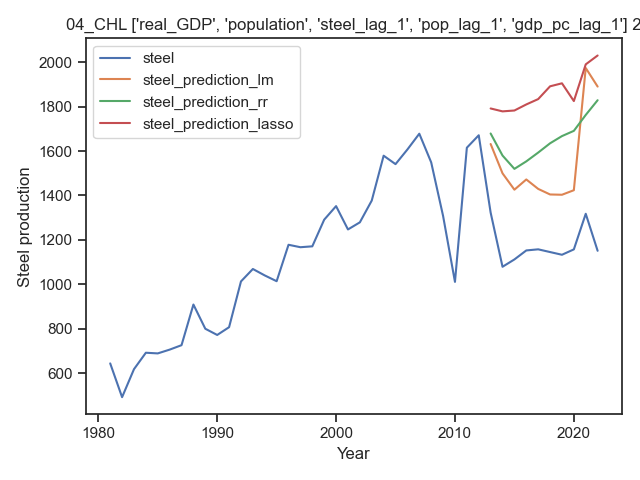 04_CHL ['real_GDP', 'population', 'steel_lag_1', 'pop_lag_1', 'gdp_pc_lag_1'] 2
steel
steel_prediction_lm
steel_prediction_rr
steel_prediction_lasso
2000
1800
1600
1400
1200
1000
800
600
Steel production
1980
1990
2000
2010
2020
Year